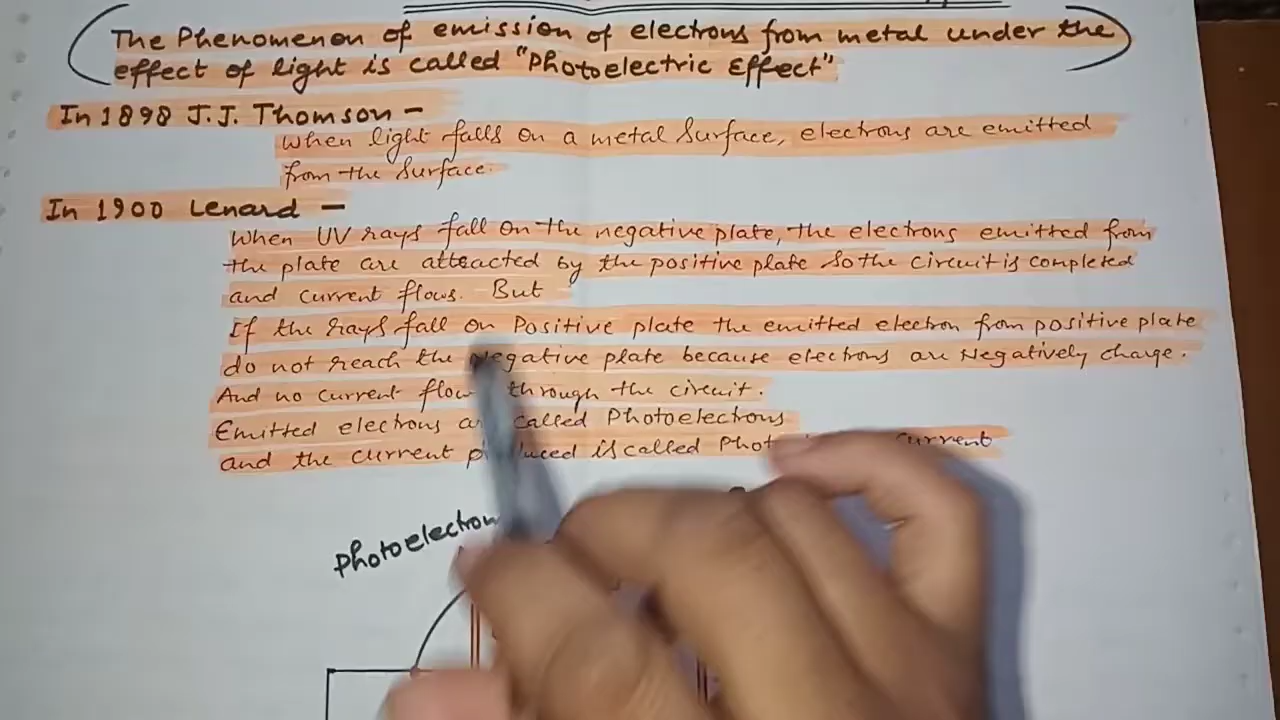 (The Phenomenon of emission of electrons from metal under the
effect of light is called "Photoelectric Effect")
In 1898 J.J. Thomson -
When light falls on a metal surface, electrons are emitted
from the surface.
In 1900 Lenard -
When UV rays fall on the negative plate, the electrons emitted from
the plate are attracted by the positive plate so the circuit is completed
and current flows. But
If the rays fall on Positive plate the emitted electron from positive plate
do not reach the Negative plate because electrons are Negatively charge.
And no current flow through the circuit.
Emitted electrons called Photoelectrons
and the current is called Current
Photoelectron